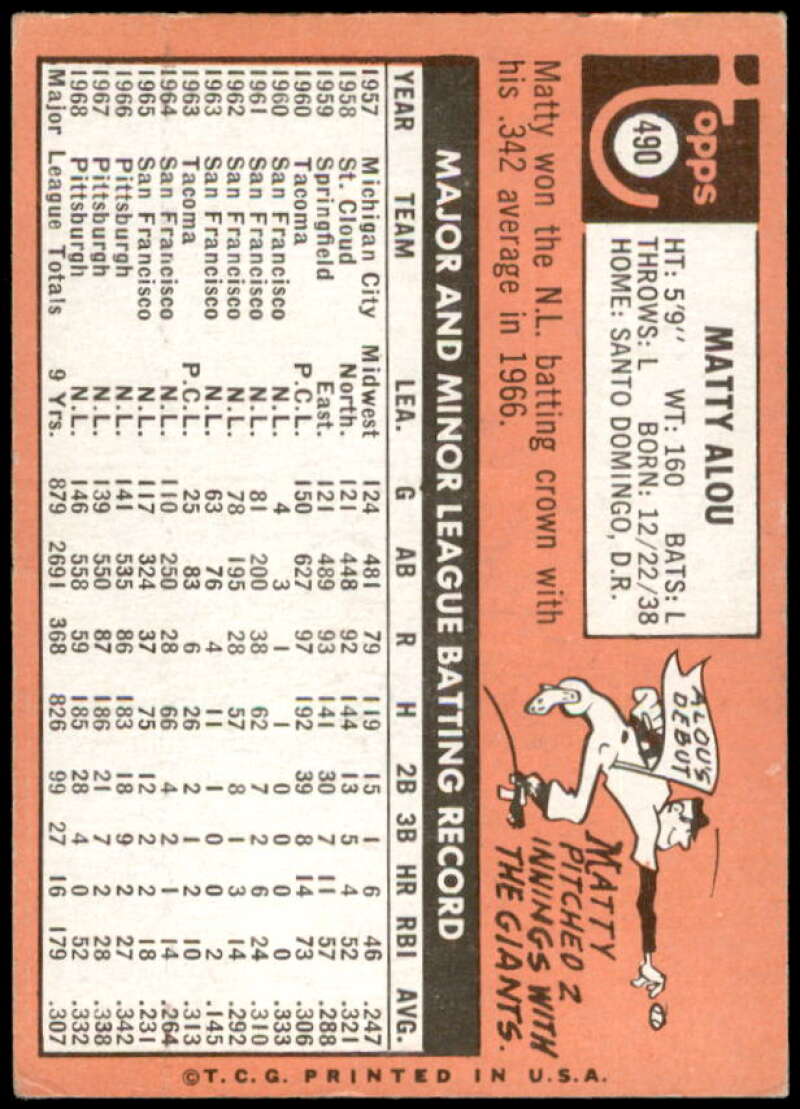 Topps
490
MATTY ALOU
HT: 5'9" WT: 160 BATS: L
THROWS: L BORN: 12/22/38
HOME: SANTO DOMINGO, D.R.
Matty won the N.L. batting crown with
his .342 average in 1966.
ALOU'S
DEBUT
MATTY
PITCHED 2
INNINGS WITH
THE GIANTS.
MAJOR AND MINOR LEAGUE BATTING RECORD
YEAR TEAM LEA. G AB R H 2B 3B HR RBI AVG.
1957 Michigan City Midwest 124 481 79 119 15 1 6 46 .247
1958 St. Cloud North. 121 448 92 144 13 5 4 52 .321
1959 Springfield East. 121 489 93 141 30 7 11 57 .288
1960 Tacoma P.C.L. 150 627 97 192 39 8 14 73 .306
1960 San Francisco N.L. 4 3 1 1 0 0 0 0 .333
1961 San Francisco N.L. 81 200 38 62 7 2 6 24 .310
1962 San Francisco N.L. 78 195 28 57 8 1 3 14 .292
1963 San Francisco N.L. 63 76 4 11 1 0 0 2 .145
1963 Tacoma P.C.L. 25 83 6 26 2 1 2 10 .313
1964 San Francisco N.L. 110 250 28 66 4 2 1 14 .264
1965 San Francisco N.L. 117 324 37 75 12 2 2 18 .231
1966 Pittsburgh N.L. 141 535 86 183 18 9 2 27 .342
1967 Pittsburgh N.L. 139 550 87 186 21 7 2 28 .338
1968 Pittsburgh N.L. 146 558 59 185 28 4 0 52 .332
Major League Totals 9 Yrs. 879 2691 368 826 99 27 16 179 .307
©T.C.G. PRINTED IN U.S.A.